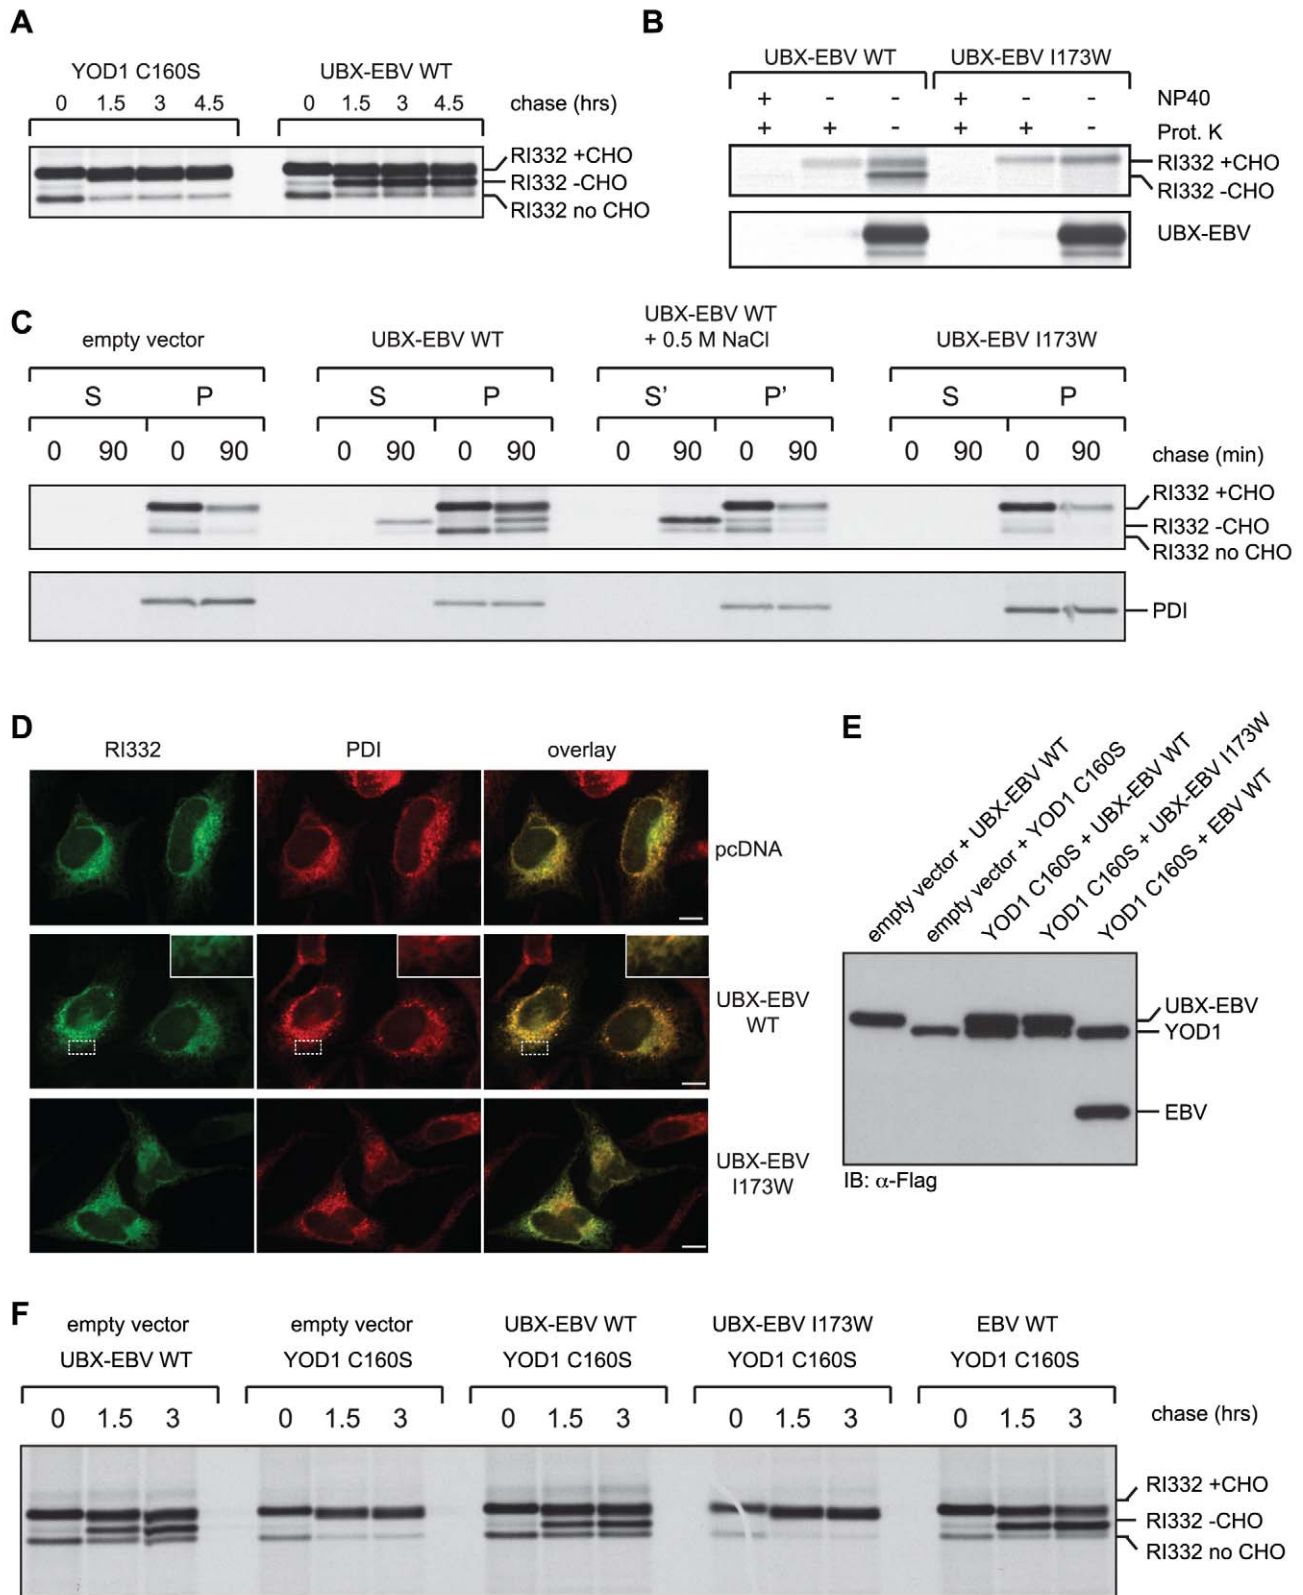 A
YOD1 C160S
UBX-EBV WT
0 1.5 3 4.5 0 1.5 3 4.5 chase (hrs)
RI332 +CHO
RI332 -CHO
RI332 no CHO
B
UBX-EBV WT UBX-EBV I173W
+ - - + - - NP40
+ + - + + - Prot. K
RI332 +CHO
RI332 -CHO
UBX-EBV
C
empty vector
UBX-EBV WT
UBX-EBV WT
+ 0.5 M NaCl
UBX-EBV I173W
S P S P S' P' S P
0 90 0 90 0 90 0 90 0 90 0 90 0 90 0 90 chase (min)
RI332 +CHO
RI332 -CHO
RI332 no CHO
PDI
D
RI332 PDI overlay
pcDNA
UBX-EBV
WT
UBX-EBV
I173W
E
empty vector + UBX-EBV WT
empty vector + YOD1 C160S
YOD1 C160S + UBX-EBV WT
YOD1 C160S + UBX-EBV I173W
YOD1 C160S + EBV WT
UBX-EBV
YOD1
EBV
IB: α-Flag
F
empty vector empty vector UBX-EBV WT UBX-EBV I173W EBV WT
UBX-EBV WT YOD1 C160S YOD1 C160S YOD1 C160S YOD1 C160S
0 1.5 3 0 1.5 3 0 1.5 3 0 1.5 3 0 1.5 3 chase (hrs)
RI332 +CHO
RI332 -CHO
RI332 no CHO